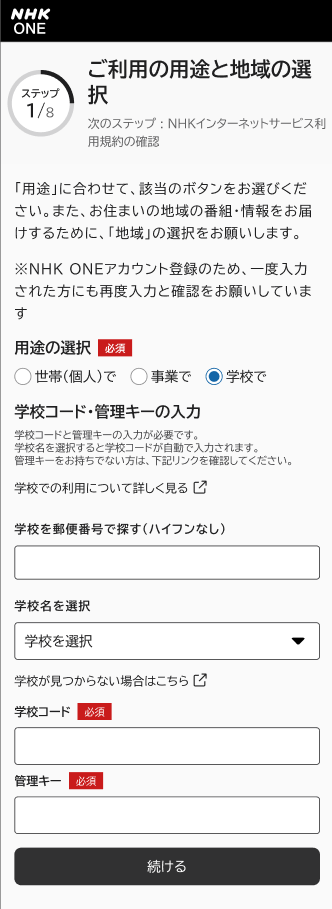 NHK
ONE
ステップ
1/8
ご利用の用途と地域の選
択
次のステップ：NHKインターネットサービス利
用規約の確認
「用途」に合わせて、該当のボタンをお選びくだ
さい。また、お住まいの地域の番組・情報をお届
けするために、「地域」の選択をお願いします。
※NHK ONEアカウント登録のため、一度入力
された方にも再度入力と確認をお願いしていま
す
用途の選択 必須
世帯（個人）で 事業で 学校で
学校コード・管理キーの入力
学校コードと管理キーの入力が必要です。
学校名を選択すると学校コードが自動で入力されます。
管理キーをお持ちでない方は、下記リンクを確認してください。
学校での利用について詳しく見る
学校を郵便番号で探す（ハイフンなし）
学校名を選択
学校を選択
学校が見つからない場合はこちら
学校コード 必須
管理キー 必須
続ける